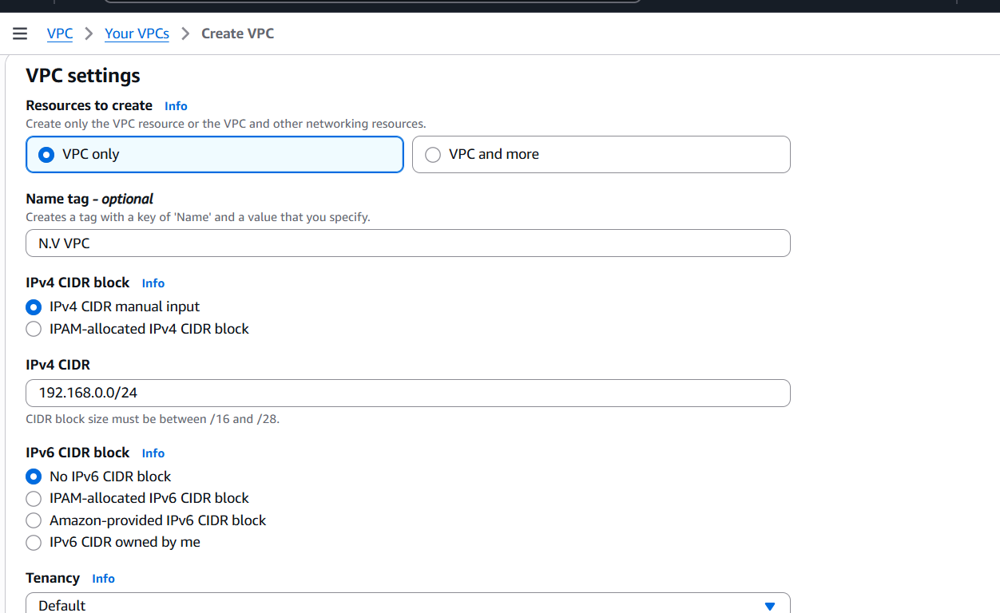 VPC > Your VPCs > Create VPC
VPC settings
Resources to create Info
Create only the VPC resource or the VPC and other networking resources.
VPC only VPC and more
Name tag - optional
Creates a tag with a key of 'Name' and a value that you specify.
N.V VPC
IPv4 CIDR block Info
IPv4 CIDR manual input
IPAM-allocated IPv4 CIDR block
IPv4 CIDR
192.168.0.0/24
CIDR block size must be between /16 and /28.
IPv6 CIDR block Info
No IPv6 CIDR block
IPAM-allocated IPv6 CIDR block
Amazon-provided IPv6 CIDR block
IPv6 CIDR owned by me
Tenancy Info
Default